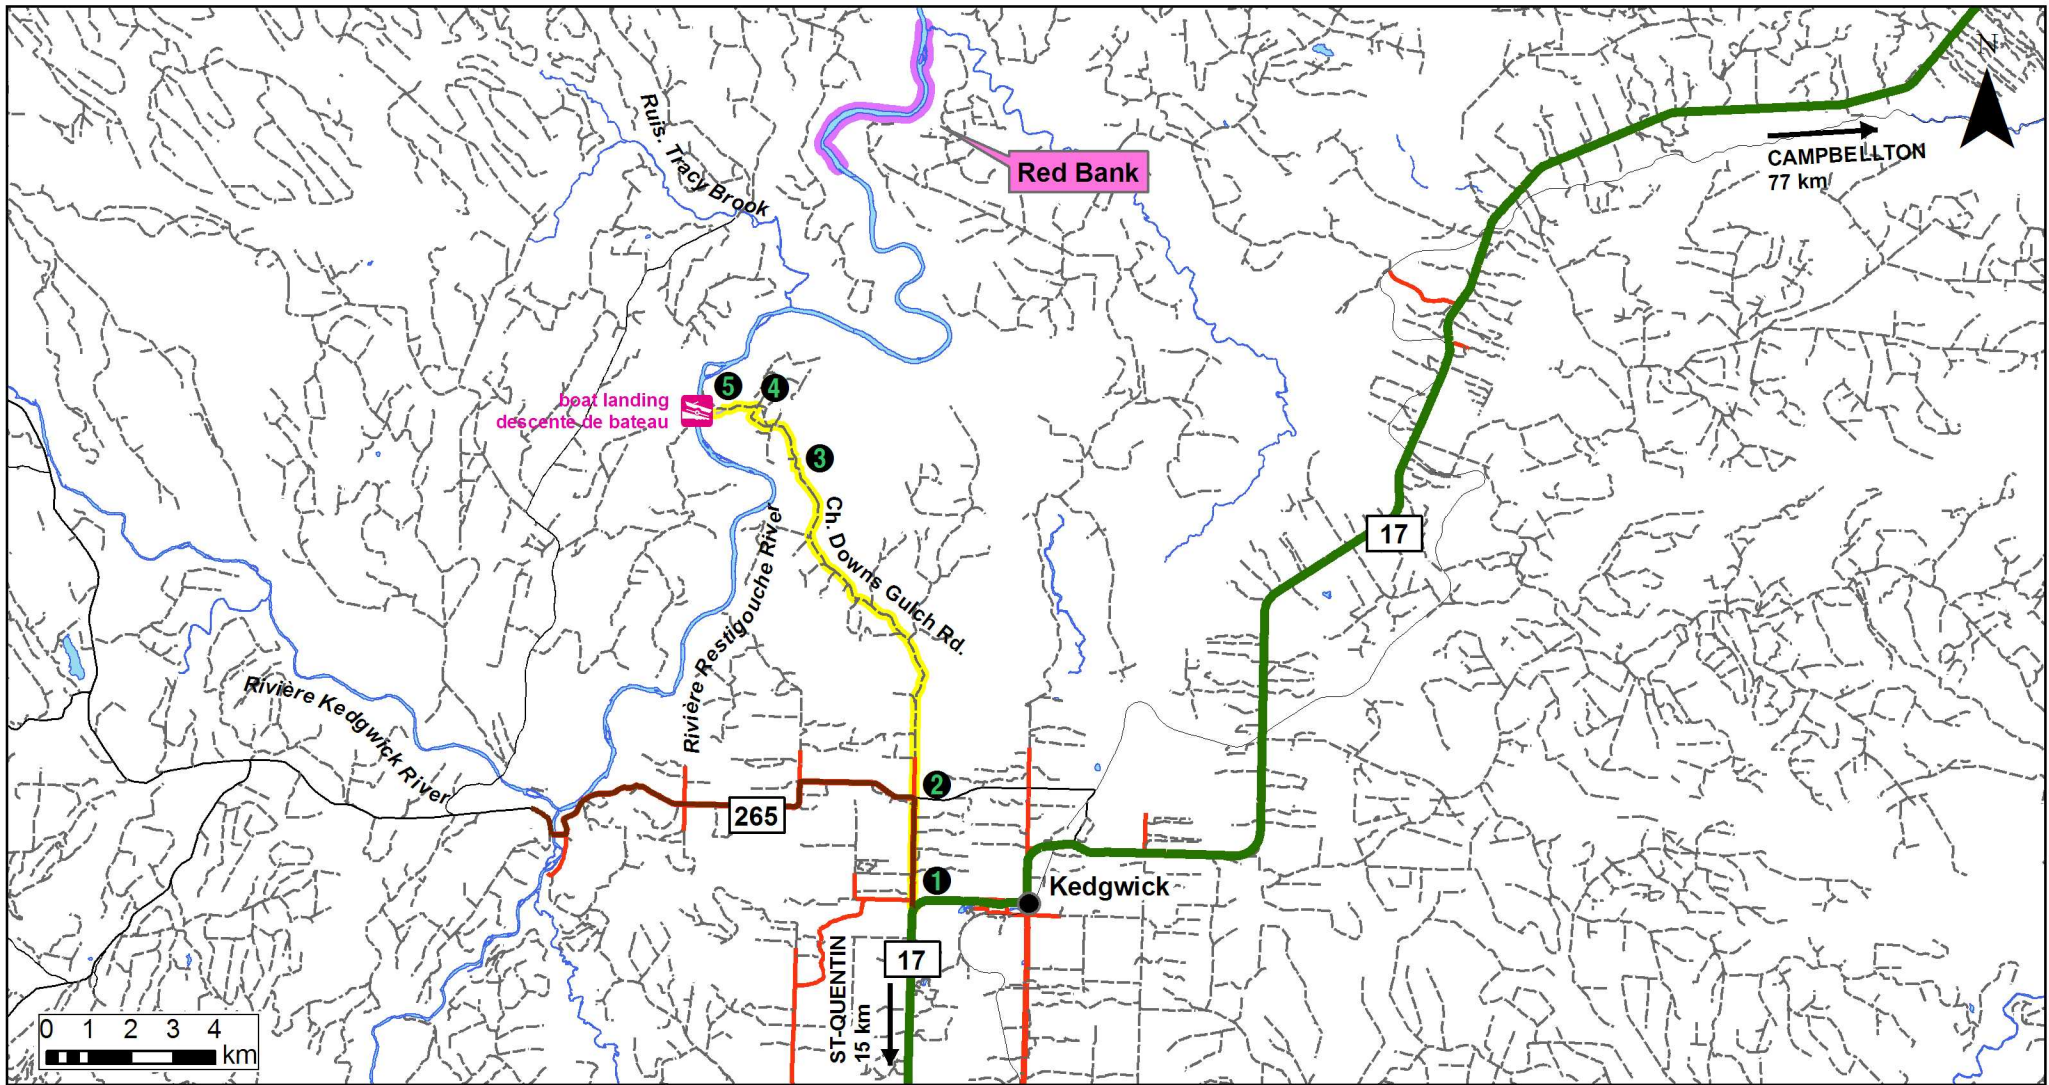 N
Ruis. Tracy Brook
Red Bank
CAMPBELLTON
77 km
boat landing
descente de bateau
5
4
3
Ch. Downs Gulch Rd.
17
Rivière Restigouche River
Rivière Kedgwick River
2
265
1
Kedgwick
17
ST-QUENTIN
15 km
0 1 2 3 4
km